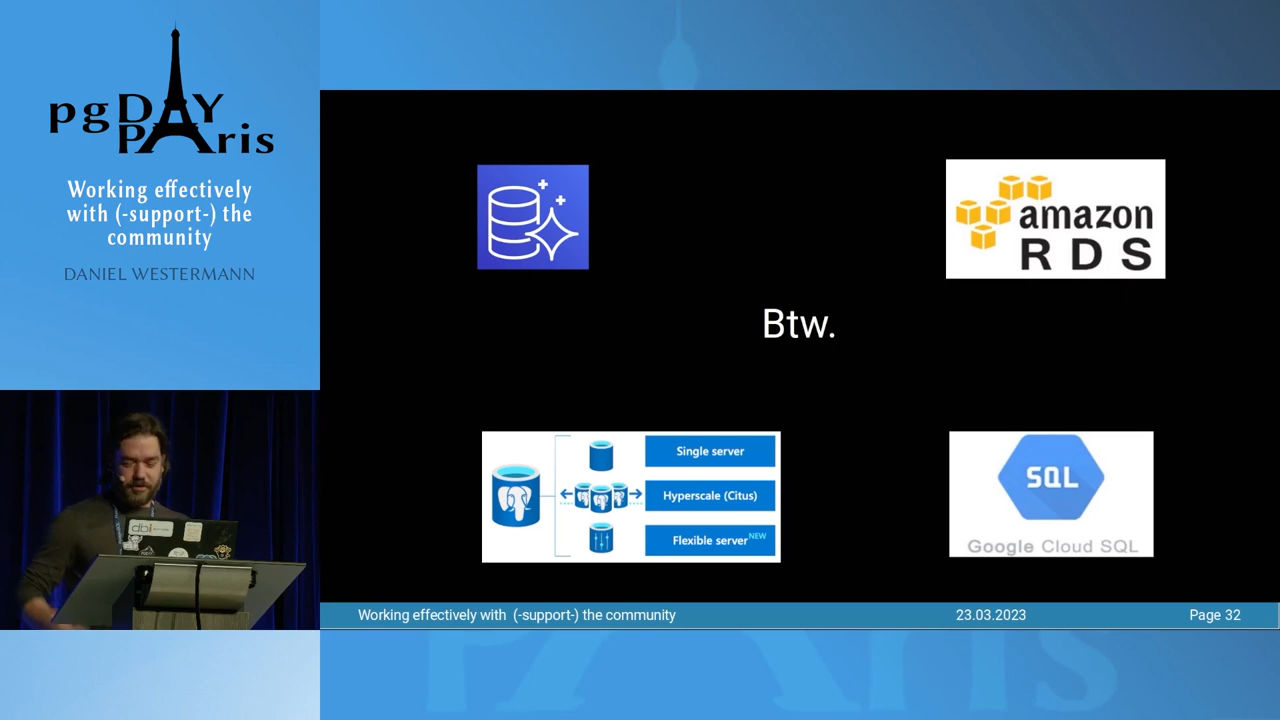 pgDAY
PAris
Working effectively
with (-support-) the
community
DANIEL WESTERMANN
dbi
amazon
RDS
Btw.
Single server
Hyperscale (Citus)
Flexible server NEW
SQL
Google Cloud SQL
Working effectively with (-support-) the community
23.03.2023
Page 32